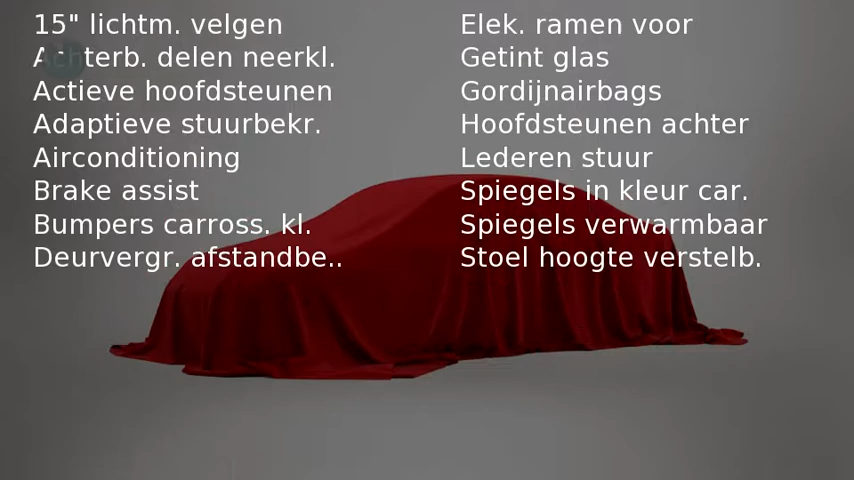 15" lichtm. velgen
Achterb. delen neerkl.
Actieve hoofdsteunen
Adaptieve stuurbekr.
Airconditioning
Brake assist
Bumpers carross. kl.
Deurvergr. afstandbe..
Elek. ramen voor
Getint glas
Gordijnairbags
Hoofdsteunen achter
Lederen stuur
Spiegels in kleur car.
Spiegels verwarmbaar
Stoel hoogte verstelb.